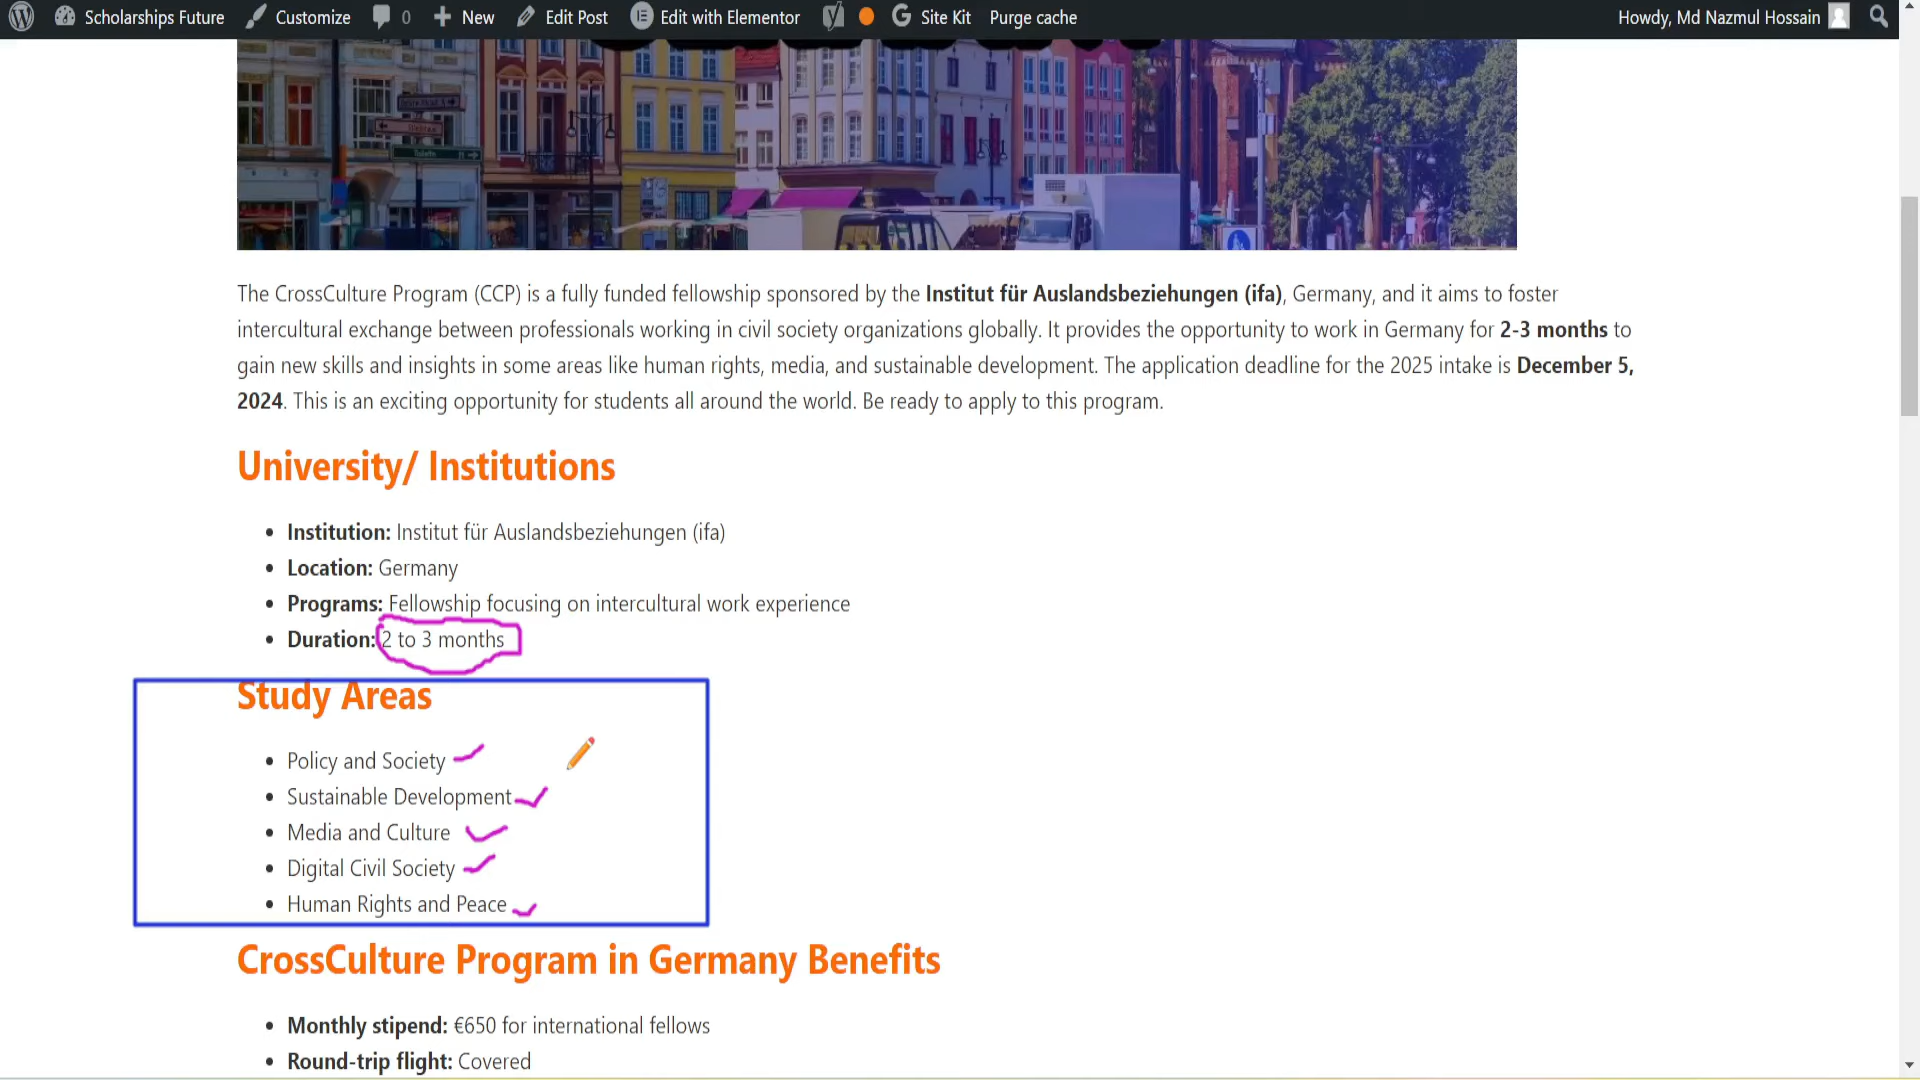 Scholarships Future Customize 0 New Edit Post Edit with Elementor Site Kit Purge cache Howdy, Md Nazmul Hossain
The CrossCulture Program (CCP) is a fully funded fellowship sponsored by the Institut für Auslandsbeziehungen (ifa), Germany, and it aims to foster
intercultural exchange between professionals working in civil society organizations globally. It provides the opportunity to work in Germany for 2-3 months to
gain new skills and insights in some areas like human rights, media, and sustainable development. The application deadline for the 2025 intake is December 5,
2024. This is an exciting opportunity for students all around the world. Be ready to apply to this program.
University/ Institutions
Institution: Institut für Auslandsbeziehungen (ifa)
Location: Germany
Programs: Fellowship focusing on intercultural work experience
Duration: 2 to 3 months
Study Areas
Policy and Society
Sustainable Development
Media and Culture
Digital Civil Society
Human Rights and Peace
CrossCulture Program in Germany Benefits
Monthly stipend: €650 for international fellows
Round-trip flight: Covered